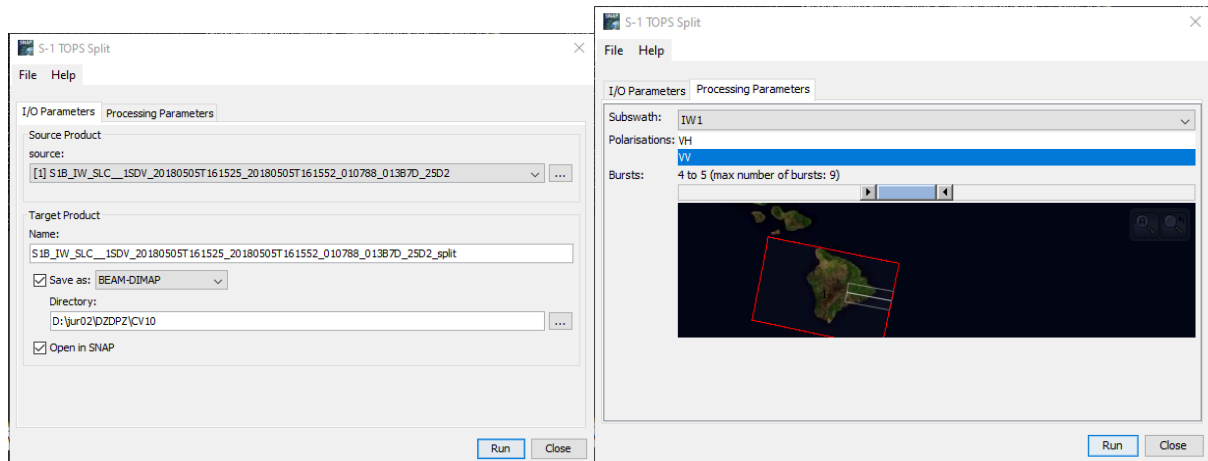 S-1 TOPS Split
File Help
I/O Parameters Processing Parameters
Source Product
source:
[1] S1B_IW_SLC__1SDV_20180505T161525_20180505T161552_010788_013B7D_25D2
...
Target Product
Name:
S1B_IW_SLC__1SDV_20180505T161525_20180505T161552_010788_013B7D_25D2_split
Save as: BEAM-DIMAP
Directory:
D:\jur02\DZDPZ\CV10
...
Open in SNAP
Run Close
S-1 TOPS Split
File Help
I/O Parameters Processing Parameters
Subswath: IW1
Polarisations: VH
VV
Bursts: 4 to 5 (max number of bursts: 9)
1
Run Close